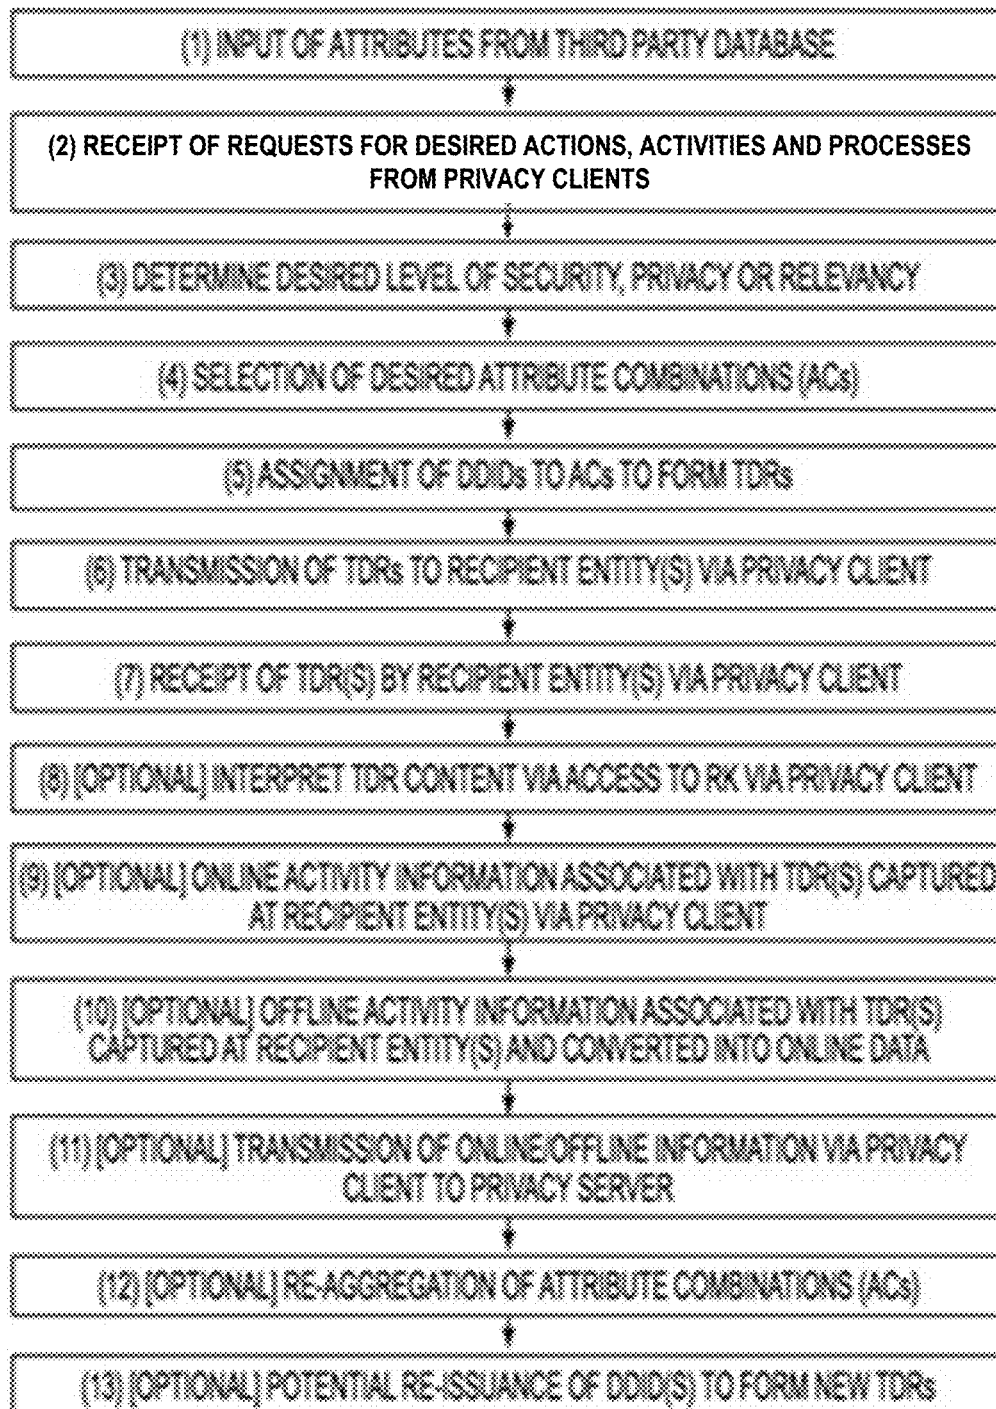 (1) INPUT OF ATTRIBUTES FROM THIRD PARTY DATABASE
(2) RECEIPT OF REQUESTS FOR DESIRED ACTIONS, ACTIVITIES AND PROCESSES
FROM PRIVACY CLIENTS
(3) DETERMINE DESIRED LEVEL OF SECURITY, PRIVACY OR RELEVANCY
(4) SELECTION OF DESIRED ATTRIBUTE COMBINATIONS (ACs)
(5) ASSIGNMENT OF DDIDs TO ACs TO FORM TDRs
(6) TRANSMISSION OF TDRs TO RECIPIENT ENTITY(S) VIA PRIVACY CLIENT
(7) RECEIPT OF TDR(S) BY RECIPIENT ENTITY(S) VIA PRIVACY CLIENT
(8) [OPTIONAL] INTERPRET TDR CONTENT VIA ACCESS TO RK VIA PRIVACY CLIENT
(9) [OPTIONAL] ONLINE ACTIVITY INFORMATION ASSOCIATED WITH TDR(S) CAPTURED
AT RECIPIENT ENTITY(S) VIA PRIVACY CLIENT
(10) [OPTIONAL] OFFLINE ACTIVITY INFORMATION ASSOCIATED WITH TDR(S)
CAPTURED AT RECIPIENT ENTITY(S) AND CONVERTED INTO ONLINE DATA
(11) [OPTIONAL] TRANSMISSION OF ONLINE/OFFLINE INFORMATION VIA PRIVACY
CLIENT TO PRIVACY SERVER
(12) [OPTIONAL] RE-AGGREGATION OF ATTRIBUTE COMBINATIONS (ACs)
(13) [OPTIONAL] POTENTIAL RE-ISSUANCE OF DDID(S) TO FORM NEW TDRs